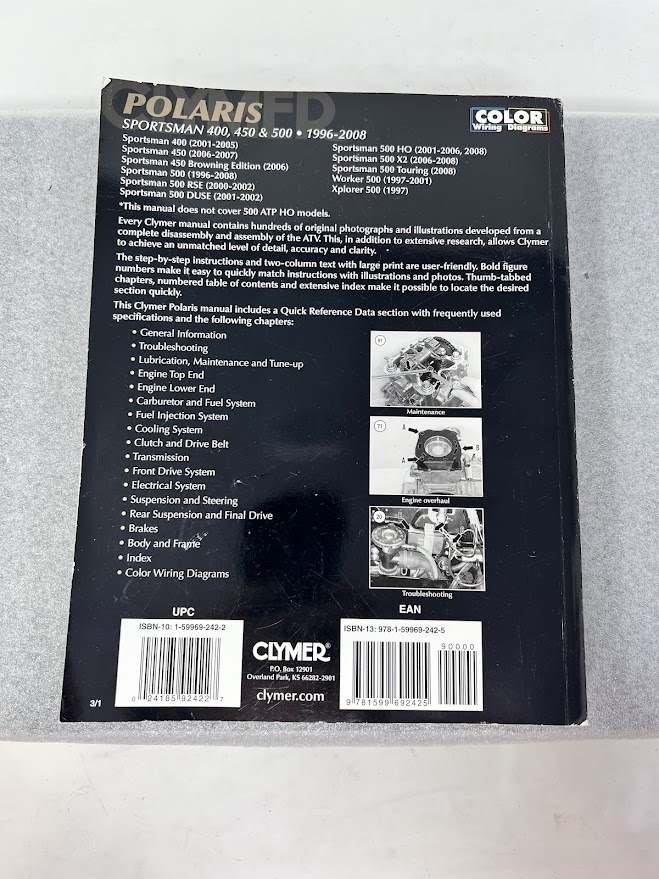 CLYMED
POLARIS
SPORTSMAN 400, 450 & 500 • 1996-2008
COLOR
Wiring Diagrams
Sportsman 400 (2001-2005)
Sportsman 450 (2006-2007)
Sportsman 450 Browning Edition (2006)
Sportsman 500 (1996-2008)
Sportsman 500 RSE (2000-2002)
Sportsman 500 DUSE (2001-2002)
Sportsman 500 HO (2001-2006, 2008)
Sportsman 500 X2 (2006-2008)
Sportsman 500 Touring (2008)
Worker 500 (1997-2001)
Xplorer 500 (1997)
*This manual does not cover 500 ATP HO models.
Every Clymer manual contains hundreds of original photographs and illustrations developed from a
complete disassembly and assembly of the ATV. This, in addition to extensive research, allows Clymer
to achieve an unmatched level of detail, accuracy and clarity.
The step-by-step instructions and two-column text with large print are user-friendly. Bold figure
numbers make it easy to quickly match instructions with illustrations and photos. Thumb-tabbed
chapters, numbered table of contents and extensive index make it possible to locate the desired
section quickly.
This Clymer Polaris manual includes a Quick Reference Data section with frequently used
specifications and the following chapters:
• General Information
• Troubleshooting
• Lubrication, Maintenance and Tune-up
• Engine Top End
• Engine Lower End
• Carburetor and Fuel System
• Fuel Injection System
• Cooling System
• Clutch and Drive Belt
• Transmission
• Front Drive System
• Electrical System
• Suspension and Steering
• Rear Suspension and Final Drive
• Brakes
• Body and Frame
• Index
• Color Wiring Diagrams
91
Maintenance
71
A
B
A
Engine overhaul
20
Troubleshooting
UPC
ISBN-10: 1-59969-242-2
0 24185 92422 7
CLYMER®
P.O. Box 12901
Overland Park, KS 66282-2901
clymer.com
EAN
ISBN-13: 978-1-59969-242-5
90000
9 781599 692425
3/1